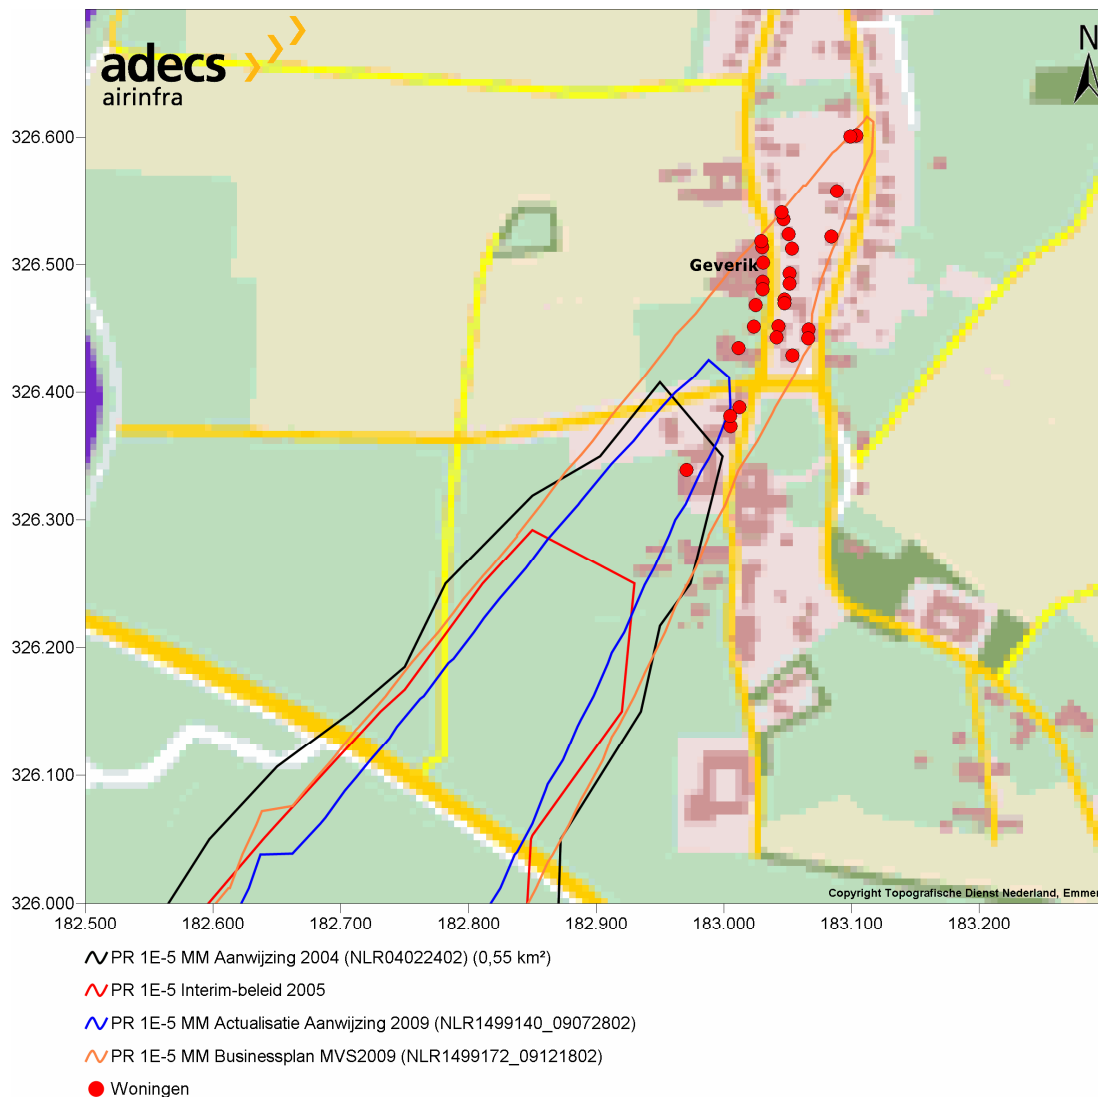 adecs
airinfra
N
326.600
326.500
Geverik
326.400
326.300
326.200
326.100
326.000
Copyright Topografische Dienst Nederland, Emmen
182.500 182.600 182.700 182.800 182.900 183.000 183.100 183.200
PR 1E-5 MM Aanwijzing 2004 (NLR04022402) (0,55 km²)
PR 1E-5 Interim-beleid 2005
PR 1E-5 MM Actualisatie Aanwijzing 2009 (NLR1499140_09072802)
PR 1E-5 MM Businessplan MVS2009 (NLR1499172_09121802)
Woningen